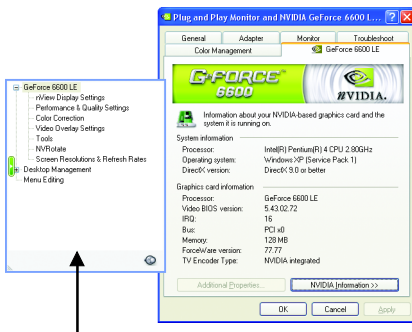 Plug and Play Monitor and NVIDIA GeForce 6600 L...
General Adapter Monitor Troubleshoot
Color Management GeForce 6600 LE
GeForce 6600 LE
nView Display Settings
Performance & Quality Settings
Color Correction
Video Overlay Settings
Tools
NVRotate
Screen Resolutions & Refresh Rates
Desktop Management
Menu Editing
GEFORCE™
6600
nVIDIA.
Information about your NVIDIA-based graphics card and the
system it is running on.
System information
Processor: Intel(R) Pentium(R) 4 CPU 2.80GHz
Operating system: Windows XP (Service Pack 1)
DirectX version: DirectX 9.0 or better
Graphics card information
Processor: GeForce 6600 LE
Video BIOS version: 5.43.02.72
IRQ: 16
Bus: PCI x0
Memory: 128 MB
ForceWare version: 77.77
TV Encoder Type: NVIDIA integrated
Additional Properties... NVIDIA Information >>
OK Cancel Apply